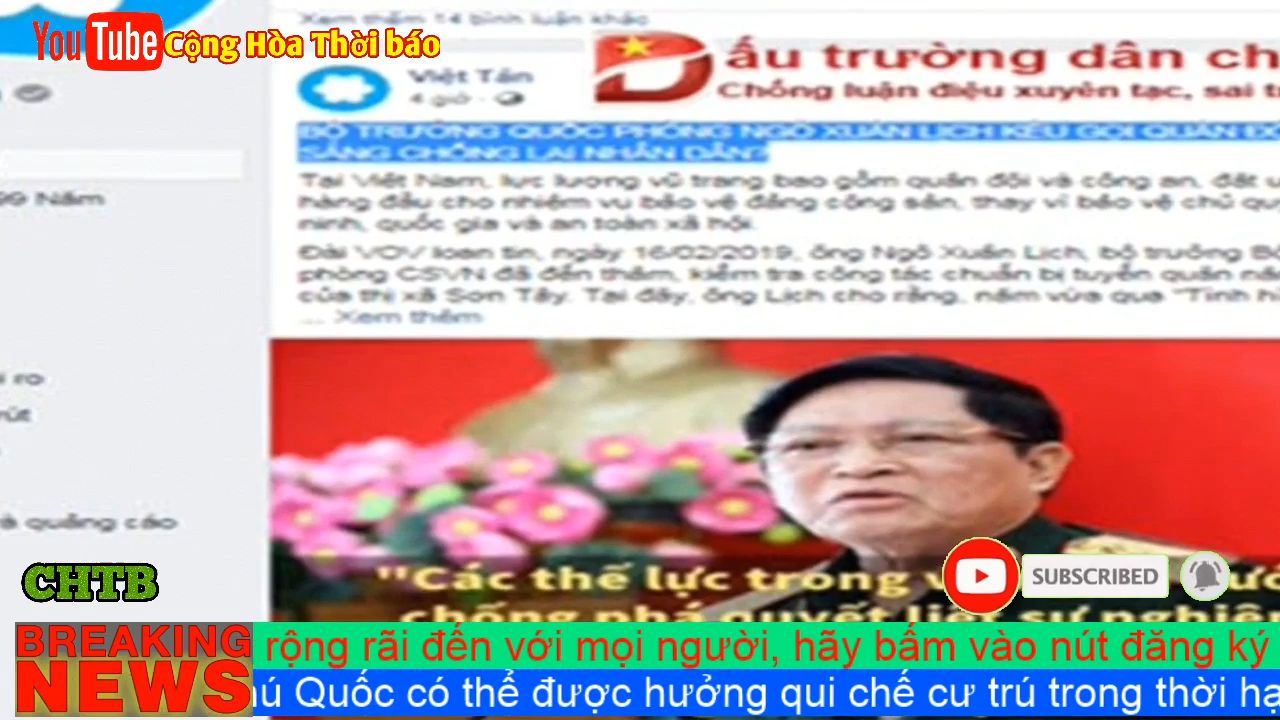 Xem thêm 14 bình luận khác
YouTube Cộng Hòa Thời báo
Việt Tân
4 giờ
Đấu trường dân ch
Chống luận điệu xuyên tạc, sai t
BỘ TRƯỞNG QUỐC PHÒNG NGÔ XUÂN LỊCH KÊU GỌI QUÂN ĐỘ
SẴNG CHỐNG LẠI NHÂN DÂN?
99 Năm
Tại Việt Nam, lực lượng vũ trang bao gồm quân đội và công an, đặt ư
hàng đầu cho nhiệm vụ bảo vệ đảng cộng sản, thay vì bảo vệ chủ qu
ninh, quốc gia và an toàn xã hội.
Đài VOV loan tin, ngày 16/02/2019, ông Ngô Xuân Lịch, bộ trưởng Bộ
phòng CSVN đã đến thăm, kiểm tra công tác chuẩn bị tuyển quân nă
của thị xã Sơn Tây. Tại đây, ông Lịch cho rằng, năm vừa qua "Tình h
... Xem thêm
i ro
rút
à quảng cáo
"Các thế lực trong v ướ
chống phá quyết liệt sự nghiệ
SUBSCRIBED
CHTB
BREAKING
NEWS
rộng rãi đến với mọi người, hãy bấm vào nút đăng ký
ú Quốc có thể được hưởng qui chế cư trú trong thời hạ